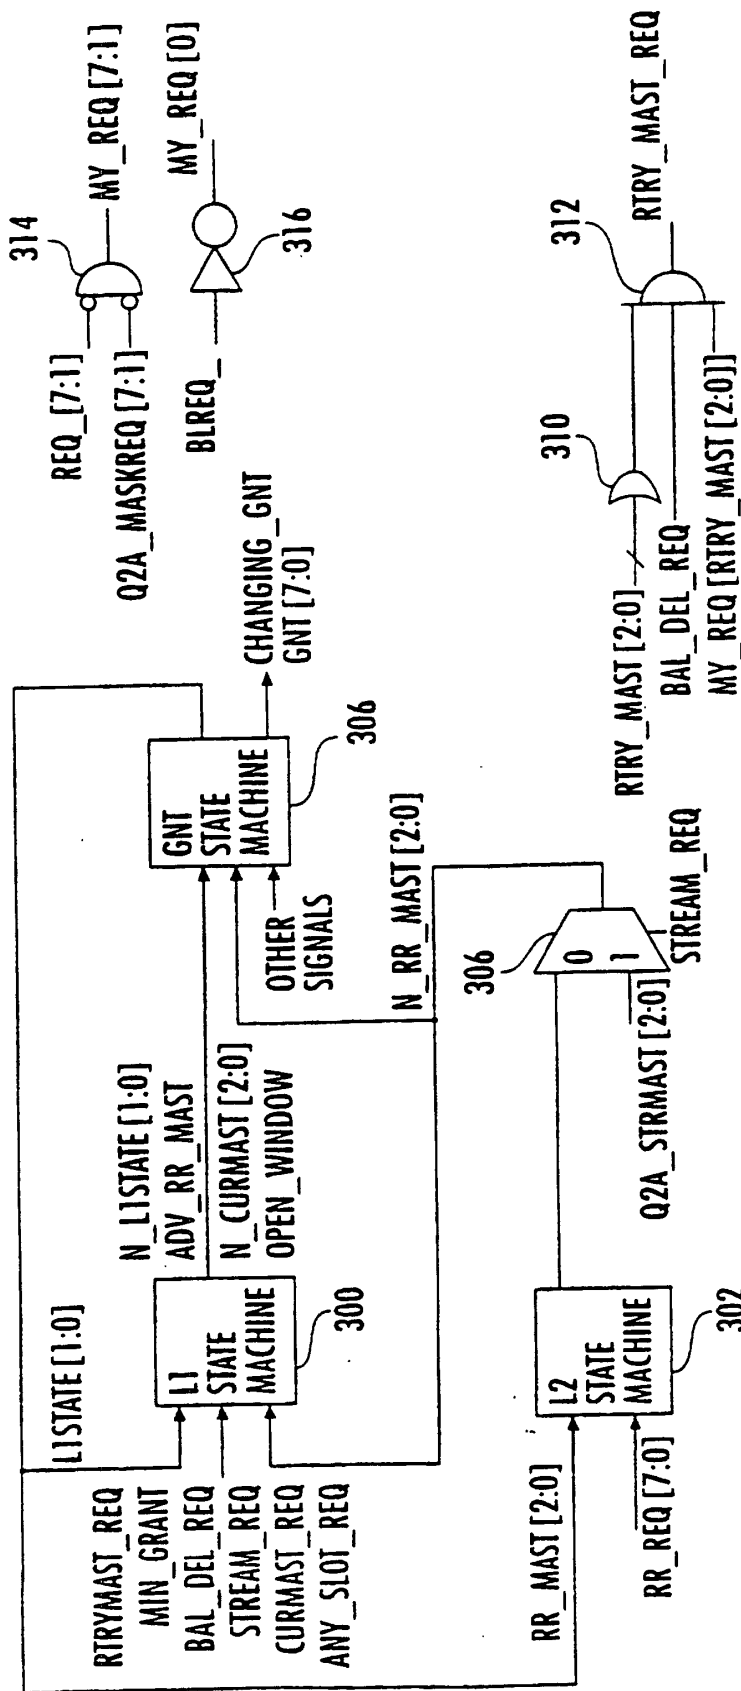 L1STATE [1:0]
RTRYMAST_REQ
MIN_GRANT
BAL_DEL_REQ
STREAM_REQ
CURMAST_REQ
ANY_SLOT_REQ
L1
STATE
MACHINE
300
N_L1STATE [1:0]
ADV_RR_MAST
N_CURMAST [2:0]
OPEN_WINDOW
GNT
STATE
MACHINE
306
OTHER
SIGNALS
CHANGING_GNT
GNT [7:0]
N_RR_MAST [2:0]
REQ_[7:1]
Q2A_MASKREQ [7:1]
314
MY_REQ [7:1]
BLREQ_
316
MY_REQ [0]
RR_MAST [2:0]
RR_REQ [7:0]
L2
STATE
MACHINE
302
306
0
1
Q2A_STRMAST [2:0]
STREAM_REQ
RTRY_MAST [2:0]
BAL_DEL_REQ
MY_REQ [RTRY_MAST [2:0]]
310
312
RTRY_MAST_REQ